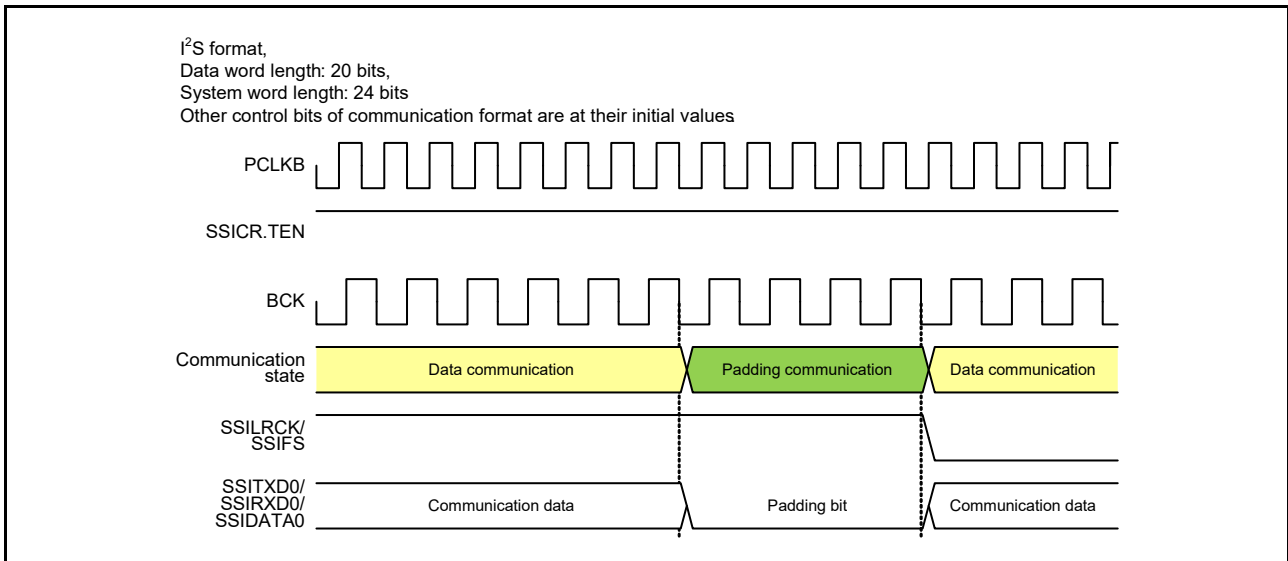 I²S format,
Data word length: 20 bits,
System word length: 24 bits
Other control bits of communication format are at their initial values.
PCLKB
SSICR.TEN
BCK
Communication
state
Data communication
Padding communication
Data communication
SSILRCK/
SSIFS
SSITXD0/
SSIRXD0/
SSIDATA0
Communication data
Padding bit
Communication data